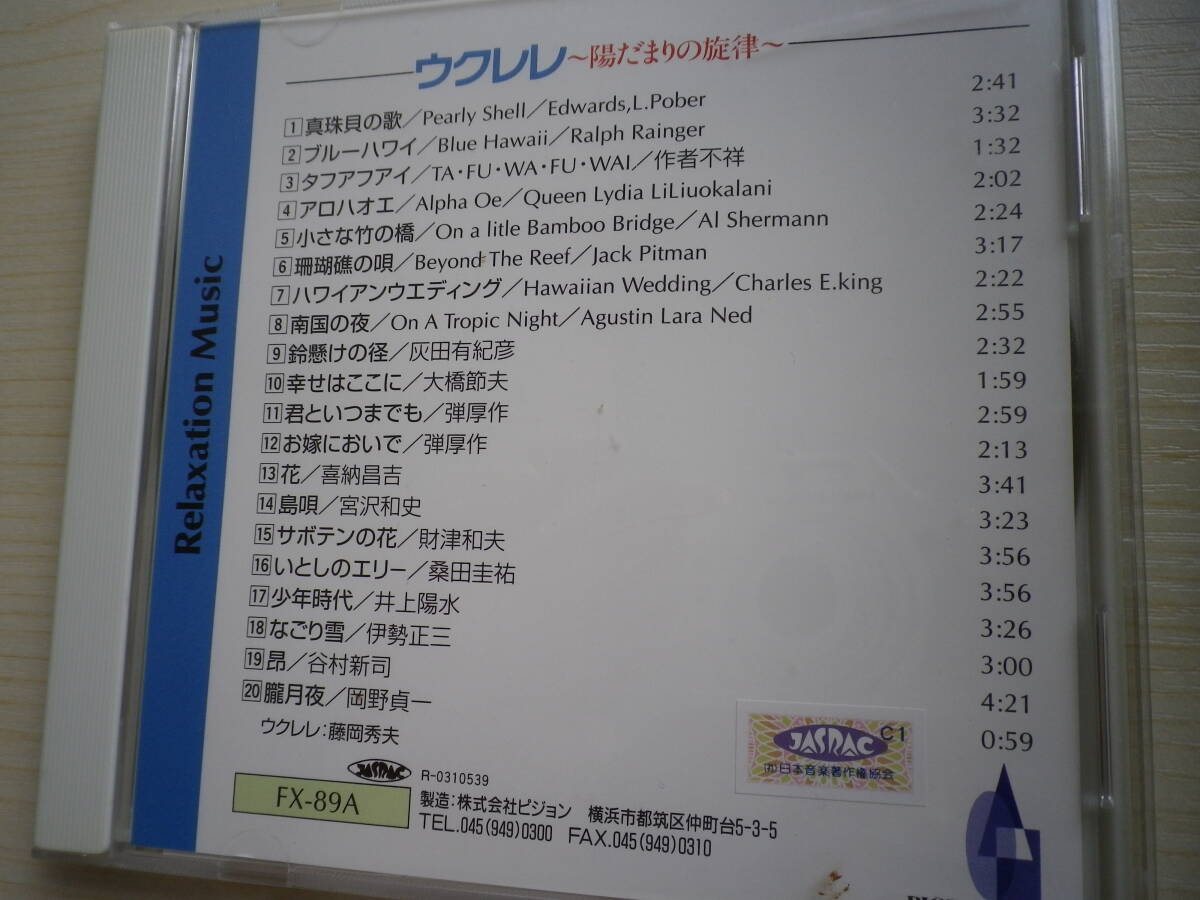 Relaxation Music
ウクレレ～陽だまりの旋律～
1 真珠貝の歌／Pearly Shell／Edwards,L.Pober 2:41
2 ブルーハワイ／Blue Hawaii／Ralph Rainger 3:32
3 タフアフアイ／TA・FU・WA・FU・WAI／作者不祥 1:32
4 アロハオエ／Alpha Oe／Queen Lydia LiLiuokalani 2:02
5 小さな竹の橋／On a litle Bamboo Bridge／Al Shermann 2:24
6 珊瑚礁の唄／Beyond The Reef／Jack Pitman 3:17
7 ハワイアンウエディング／Hawaiian Wedding／Charles E.king 2:22
8 南国の夜／On A Tropic Night／Agustin Lara Ned 2:55
9 鈴懸けの径／灰田有紀彦 2:32
10 幸せはここに／大橋節夫 1:59
11 君といつまでも／弾厚作 2:59
12 お嫁においで／弾厚作 2:13
13 花／喜納昌吉 3:41
14 島唄／宮沢和史 3:23
15 サボテンの花／財津和夫 3:56
16 いとしのエリー／桑田圭祐 3:56
17 少年時代／井上陽水 3:26
18 なごり雪／伊勢正三 3:00
19 昴／谷村新司 4:21
20 朧月夜／岡野貞一 0:59
ウクレレ：藤岡秀夫
JASRAC C1
(社)日本音楽著作権協会
JASRAC R-0310539
FX-89A
製造：株式会社ピジョン 横浜市都筑区仲町台5-3-5
TEL.045(949)0300 FAX.045(949)0310